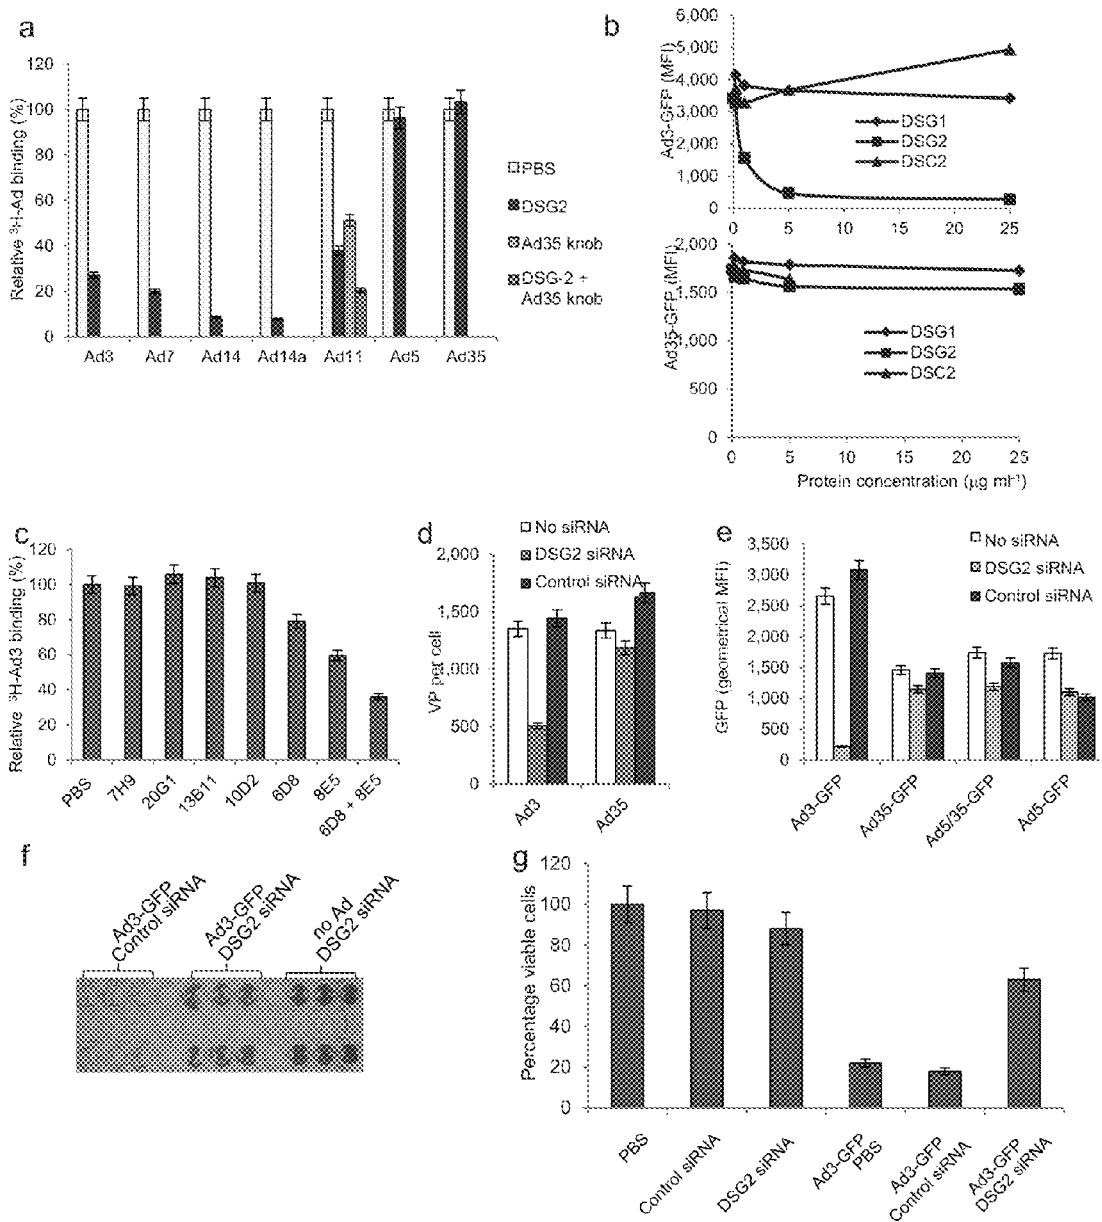 a
Relative ³H-Ad binding (%)
120
100
80
60
40
20
0
Ad3 Ad7 Ad14 Ad14a Ad11 Ad5 Ad35
PBS
DSG2
Ad35 knob
DSG-2 +
Ad35 knob
b
Ad3-GFP (MFI)
6,000
5,000
4,000
3,000
2,000
1,000
0
0 5 10 15 20 25
DSG1
DSG2
DSC2
Ad35-GFP (MFI)
2,000
1,500
1,000
500
0
0 5 10 15 20 25
DSG1
DSG2
DSC2
Protein concentration (µg ml⁻¹)
c
Relative ³H-Ad3 binding (%)
120
100
80
60
40
20
0
PBS 7H9 20G1 13B11 10D2 6D8 8E5 6D8 + 8E5
d
No siRNA
DSG2 siRNA
Control siRNA
VP per cell
2,000
1,500
1,000
500
0
Ad3 Ad35
e
No siRNA
DSG2 siRNA
Control siRNA
GFP (geometrical MFI)
3,500
3,000
2,500
2,000
1,500
1,000
500
0
Ad3-GFP Ad35-GFP Ad5/35-GFP Ad5-GFP
f
Ad3-GFP
Control siRNA
Ad3-GFP
DSG2 siRNA
no Ad
DSG2 siRNA
g
Percentage viable cells
120
100
80
60
40
20
0
PBS
Control siRNA
DSG2 siRNA
Ad3-GFP
PBS
Ad3-GFP
Control siRNA
Ad3-GFP
DSG2 siRNA